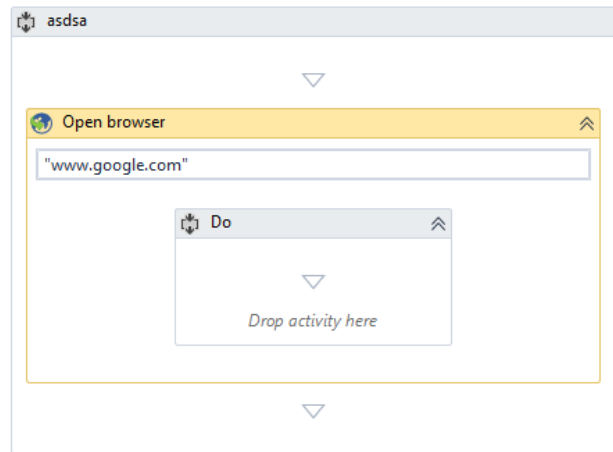 asdsa
Open browser
"www.google.com"
Do
Drop activity here